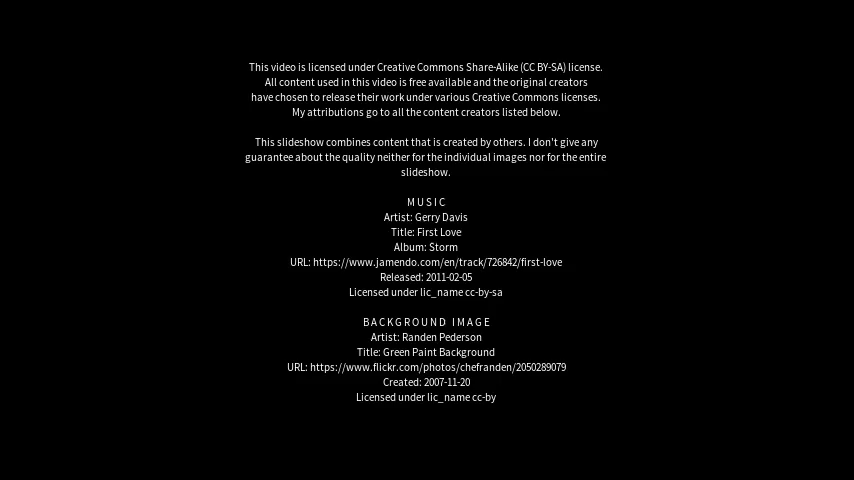 This video is licensed under Creative Commons Share-Alike (CC BY-SA) license.
All content used in this video is free available and the original creators
have chosen to release their work under various Creative Commons licenses.
My attributions go to all the content creators listed below.
This slideshow combines content that is created by others. I don't give any
guarantee about the quality neither for the individual images nor for the entire
slideshow.
MUSIC
Artist: Gerry Davis
Title: First Love
Album: Storm
URL: https://www.jamendo.com/en/track/726842/first-love
Released: 2011-02-05
Licensed under lic_name cc-by-sa
BACKGROUND IMAGE
Artist: Randen Pederson
Title: Green Paint Background
URL: https://www.flickr.com/photos/chefranden/2050289079
Created: 2007-11-20
Licensed under lic_name cc-by